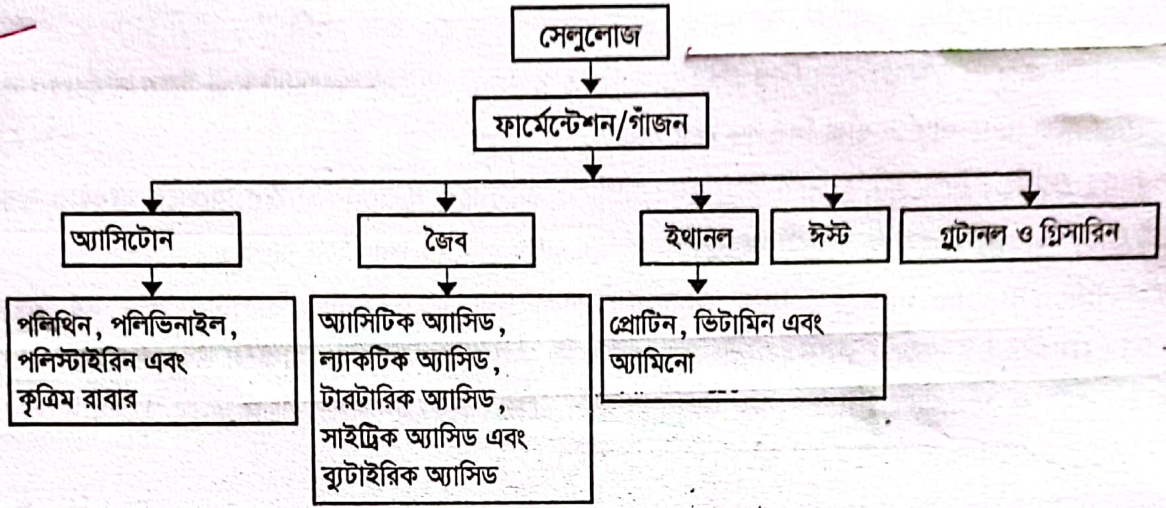 সেলুলোজ
ফার্মেন্টেশন/গাঁজন
অ্যাসিটোন
জৈব
ইথানল
ঈস্ট
গ্লুটানল ও গ্লিসারিন
পলিথিন, পলিভিনাইল,
পলিস্টাইরিন এবং
কৃত্রিম রাবার
অ্যাসিটিক অ্যাসিড,
ল্যাকটিক অ্যাসিড,
টারটারিক অ্যাসিড,
সাইট্রিক অ্যাসিড এবং
ব্যুটাইরিক অ্যাসিড
প্রোটিন, ভিটামিন এবং
অ্যামিনো